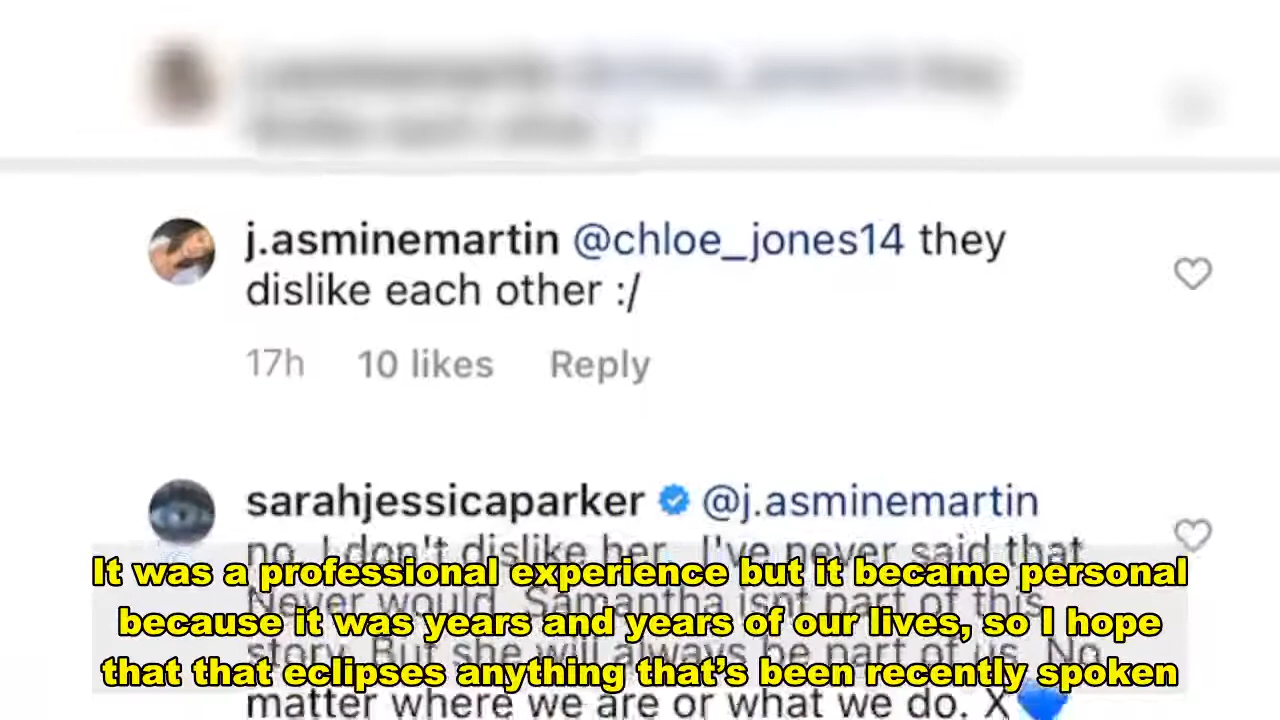 j.asminemartin @chloe_jones14 they
dislike each other :/
17h 10 likes Reply
sarahjessicaparker @j.asminemartin
no. I don't dislike her. I've never said that.
Never would. Samantha isnt part of this
story. But she will always be part of us. No
matter where we are or what we do. X💙
It was a professional experience but it became personal
because it was years and years of our lives, so I hope
that that eclipses anything that's been recently spoken